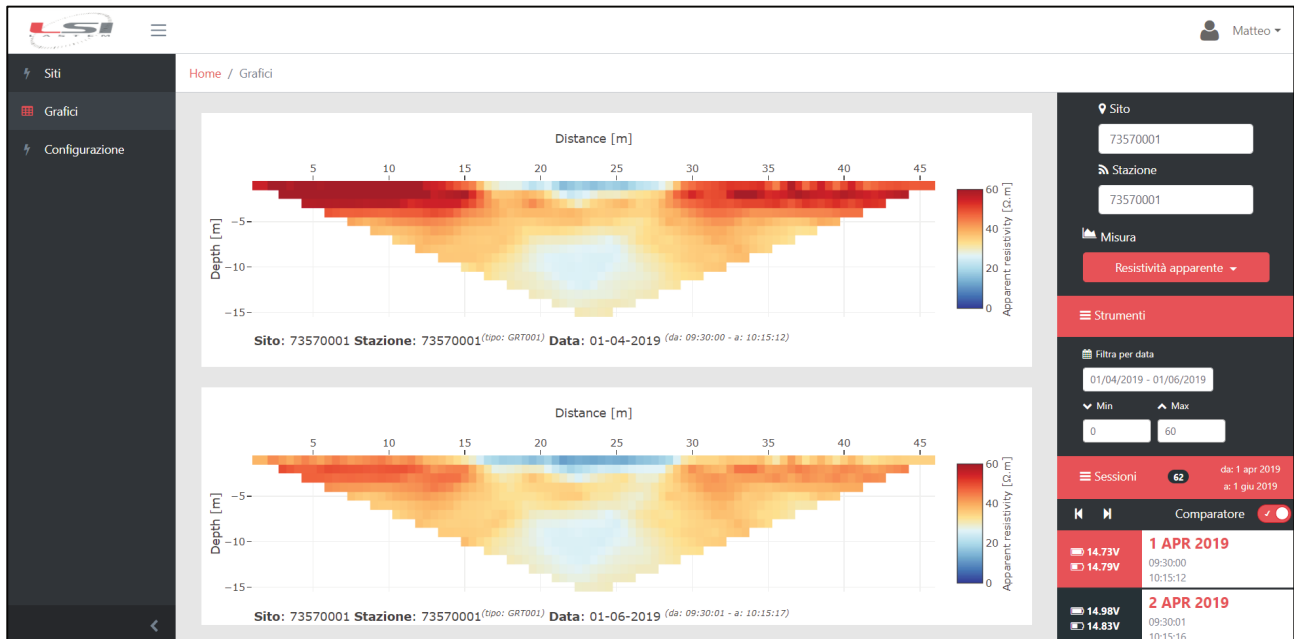 LSI
LASTEM
Matteo
Siti
Grafici
Configurazione
Home / Grafici
Distance [m]
5 10 15 20 25 30 35 40 45
Depth [m]
−5
−10
−15
60
40
20
0
Apparent resistivity [Ω.m]
Sito: 73570001 Stazione: 73570001(tipo: GRT001) Data: 01-04-2019 (da: 09:30:00 - a: 10:15:12)
Distance [m]
5 10 15 20 25 30 35 40 45
Depth [m]
−5
−10
−15
60
40
20
0
Apparent resistivity [Ω.m]
Sito: 73570001 Stazione: 73570001(tipo: GRT001) Data: 01-06-2019 (da: 09:30:01 - a: 10:15:17)
Sito
73570001
Stazione
73570001
Misura
Resistività apparente
Strumenti
Filtra per data
01/04/2019 - 01/06/2019
Min Max
0 60
Sessioni 62 da: 1 apr 2019
a: 1 giu 2019
Comparatore
14.73V
14.79V
1 APR 2019
09:30:00
10:15:12
14.98V
14.83V
2 APR 2019
09:30:01
10:15:16